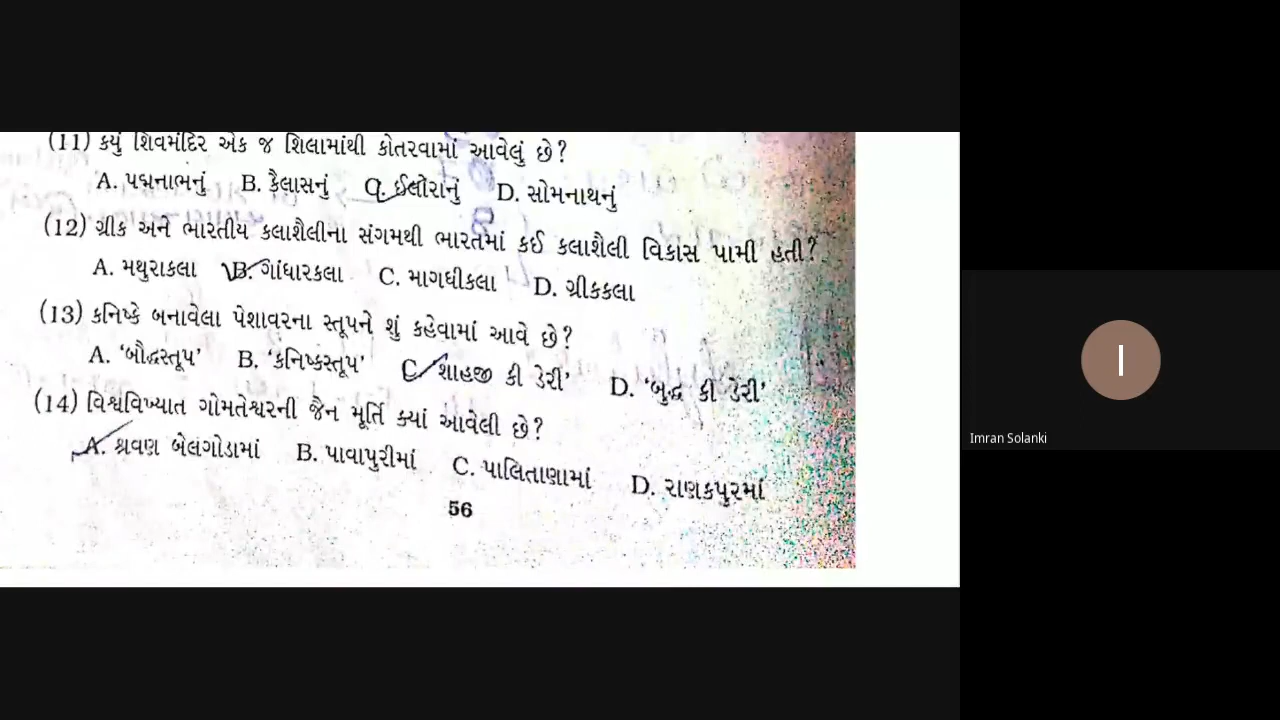 (11) કયું શિવમંદિર એક જ શિલામાંથી કોતરવામાં આવેલું છે?
A. પદ્મનાભનું B. કૈલાસનું C. ઈલોરાનું D. સોમનાથનું
(12) ગ્રીક અને ભારતીય કલાશૈલીના સંગમથી ભારતમાં કઈ કલાશૈલી વિકાસ પામી હતી?
A. મથુરાકલા B. ગાંધારકલા C. માગધીકલા D. ગ્રીકકલા
(13) કનિષ્કે બનાવેલા પેશાવરના સ્તૂપને શું કહેવામાં આવે છે?
A. ‘બૌદ્ધસ્તૂપ’ B. ‘કનિષ્કસ્તૂપ’ C શાહજી કી ડેરી’ D. ‘બુદ્ધ કી ડેરી’
(14) વિશ્વવિખ્યાત ગોમતેશ્વરની જૈન મૂર્તિ ક્યાં આવેલી છે?
A. શ્રવણ બેલંગોડામાં B. પાવાપુરીમાં C. પાલિતાણામાં D. રાણકપુરમાં
56
I
Imran Solanki